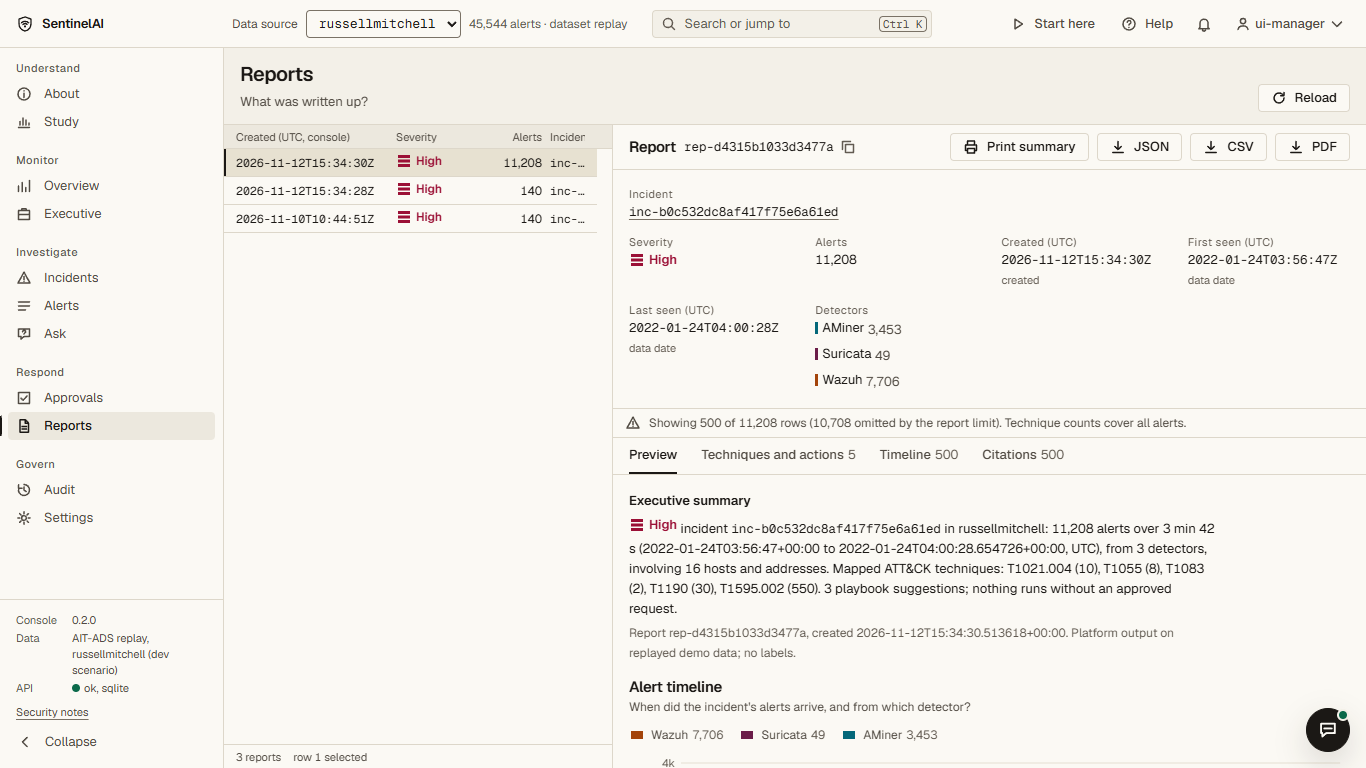 SentinelAI
Data source russellmitchell 45,544 alerts · dataset replay
Search or jump to Ctrl K
Start here
Help
ui-manager
Understand
About
Study
Monitor
Overview
Executive
Investigate
Incidents
Alerts
Ask
Respond
Approvals
Reports
Govern
Audit
Settings
Console 0.2.0
Data AIT-ADS replay,
russellmitchell (dev
scenario)
API ok, sqlite
Security notes
Collapse
Reports
What was written up?
Reload
Created (UTC, console) Severity Alerts Inciden
2026-11-12T15:34:30Z High 11,208 inc-…
2026-11-12T15:34:28Z High 140 inc-…
2026-11-10T10:44:51Z High 140 inc-…
3 reports row 1 selected
Report rep-d4315b1033d3477a
Print summary
JSON
CSV
PDF
Incident
inc-b0c532dc8af417f75e6a61ed
Severity Alerts Created (UTC) First seen (UTC)
High 11,208 2026-11-12T15:34:30Z 2022-01-24T03:56:47Z
created data date
Last seen (UTC) Detectors
2022-01-24T04:00:28Z AMiner 3,453
data date
Suricata 49
Wazuh 7,706
Showing 500 of 11,208 rows (10,708 omitted by the report limit). Technique counts cover all alerts.
Preview Techniques and actions 5 Timeline 500 Citations 500
Executive summary
High incident inc-b0c532dc8af417f75e6a61ed in russellmitchell: 11,208 alerts over 3 min 42
s (2022-01-24T03:56:47+00:00 to 2022-01-24T04:00:28.654726+00:00, UTC), from 3 detectors,
involving 16 hosts and addresses. Mapped ATT&CK techniques: T1021.004 (10), T1055 (8), T1083
(2), T1190 (30), T1595.002 (550). 3 playbook suggestions; nothing runs without an approved
request.
Report rep-d4315b1033d3477a, created 2026-11-12T15:34:30.513618+00:00. Platform output on
replayed demo data; no labels.
Alert timeline
When did the incident's alerts arrive, and from which detector?
Wazuh 7,706 Suricata 49 AMiner 3,453
4k